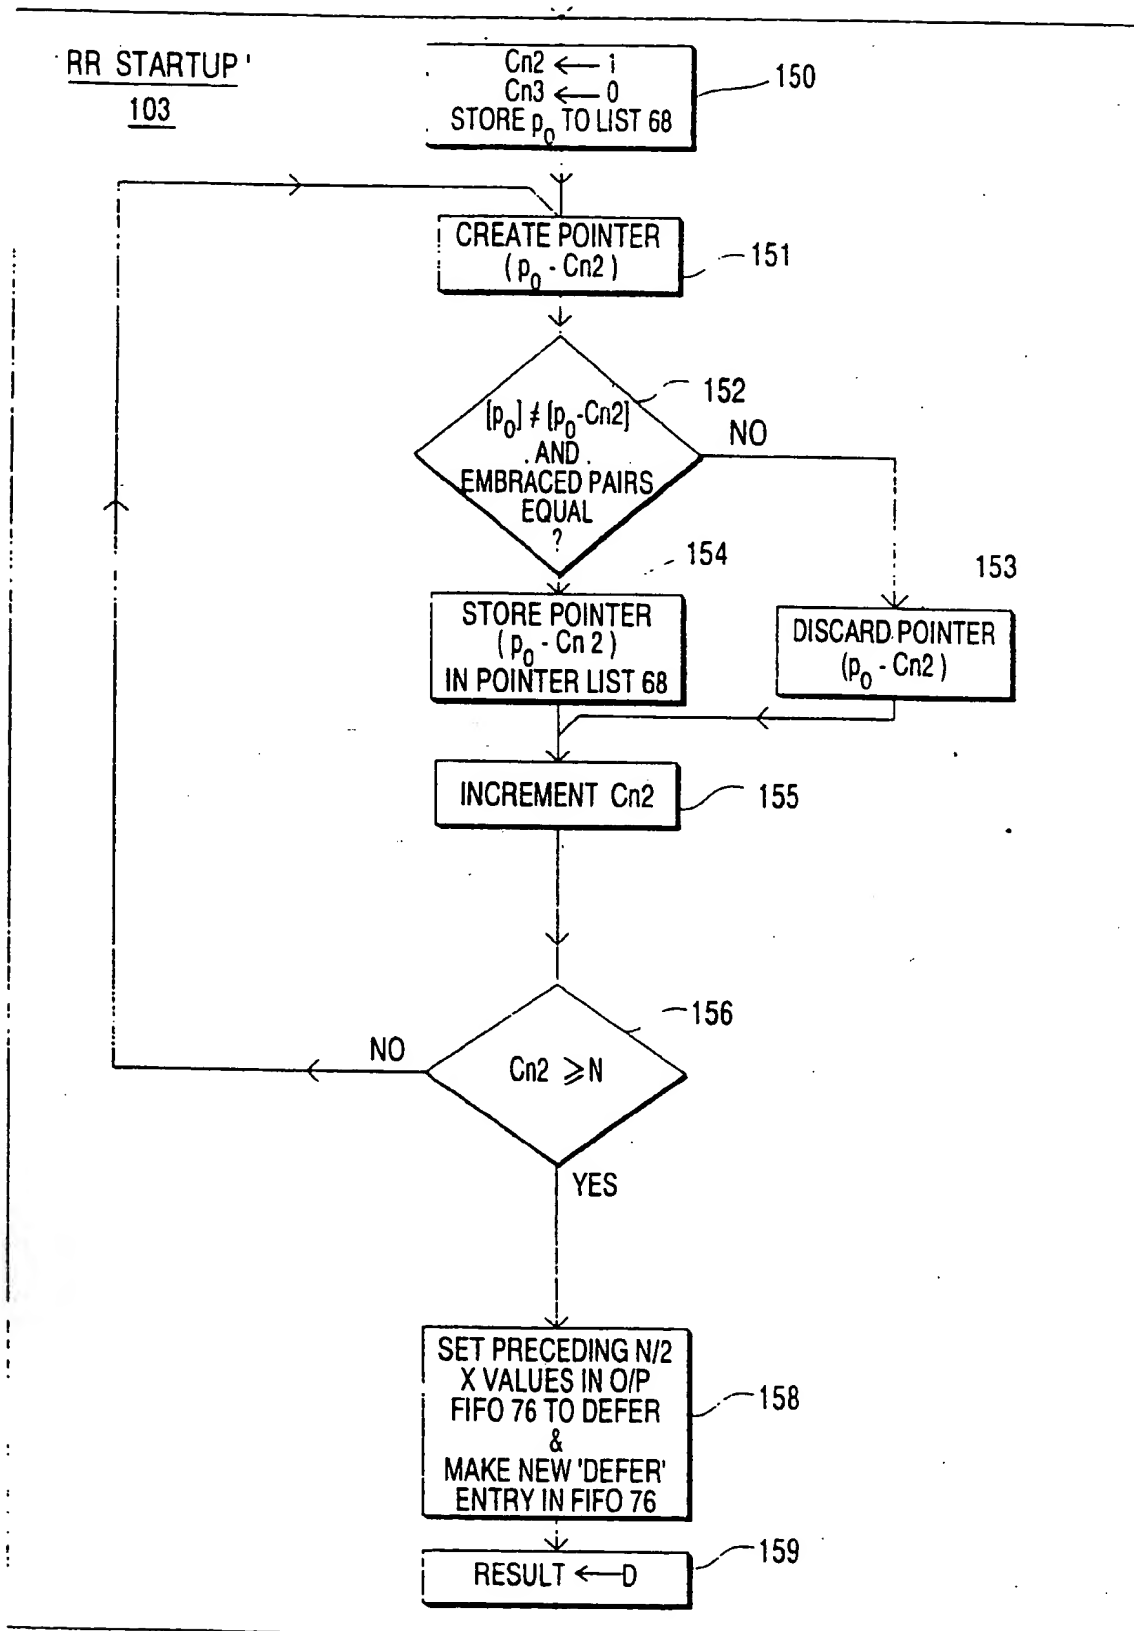 'RR STARTUP'
103
Cn2 ← 1
Cn3 ← 0
STORE p₀ TO LIST 68
150
CREATE POINTER
(p₀ - Cn2)
151
[p₀] ≠ [p₀-Cn2]
AND
EMBRACED PAIRS
EQUAL
?
152
NO
154
STORE POINTER
(p₀ - Cn 2)
IN POINTER LIST 68
153
DISCARD POINTER
(p₀ - Cn2)
INCREMENT Cn2
155
156
NO
Cn2 ⩾ N
YES
SET PRECEDING N/2
X VALUES IN O/P
FIFO 76 TO DEFER
&
MAKE NEW 'DEFER'
ENTRY IN FIFO 76
158
RESULT ← D
159